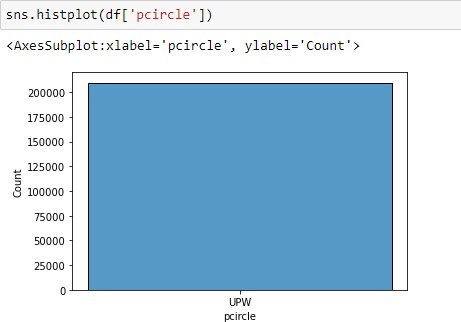 sns.histplot(df['pcircle'])
<AxesSubplot:xlabel='pcircle', ylabel='Count'>
200000
175000
150000
125000
100000
75000
50000
25000
0
Count
UPW
pcircle